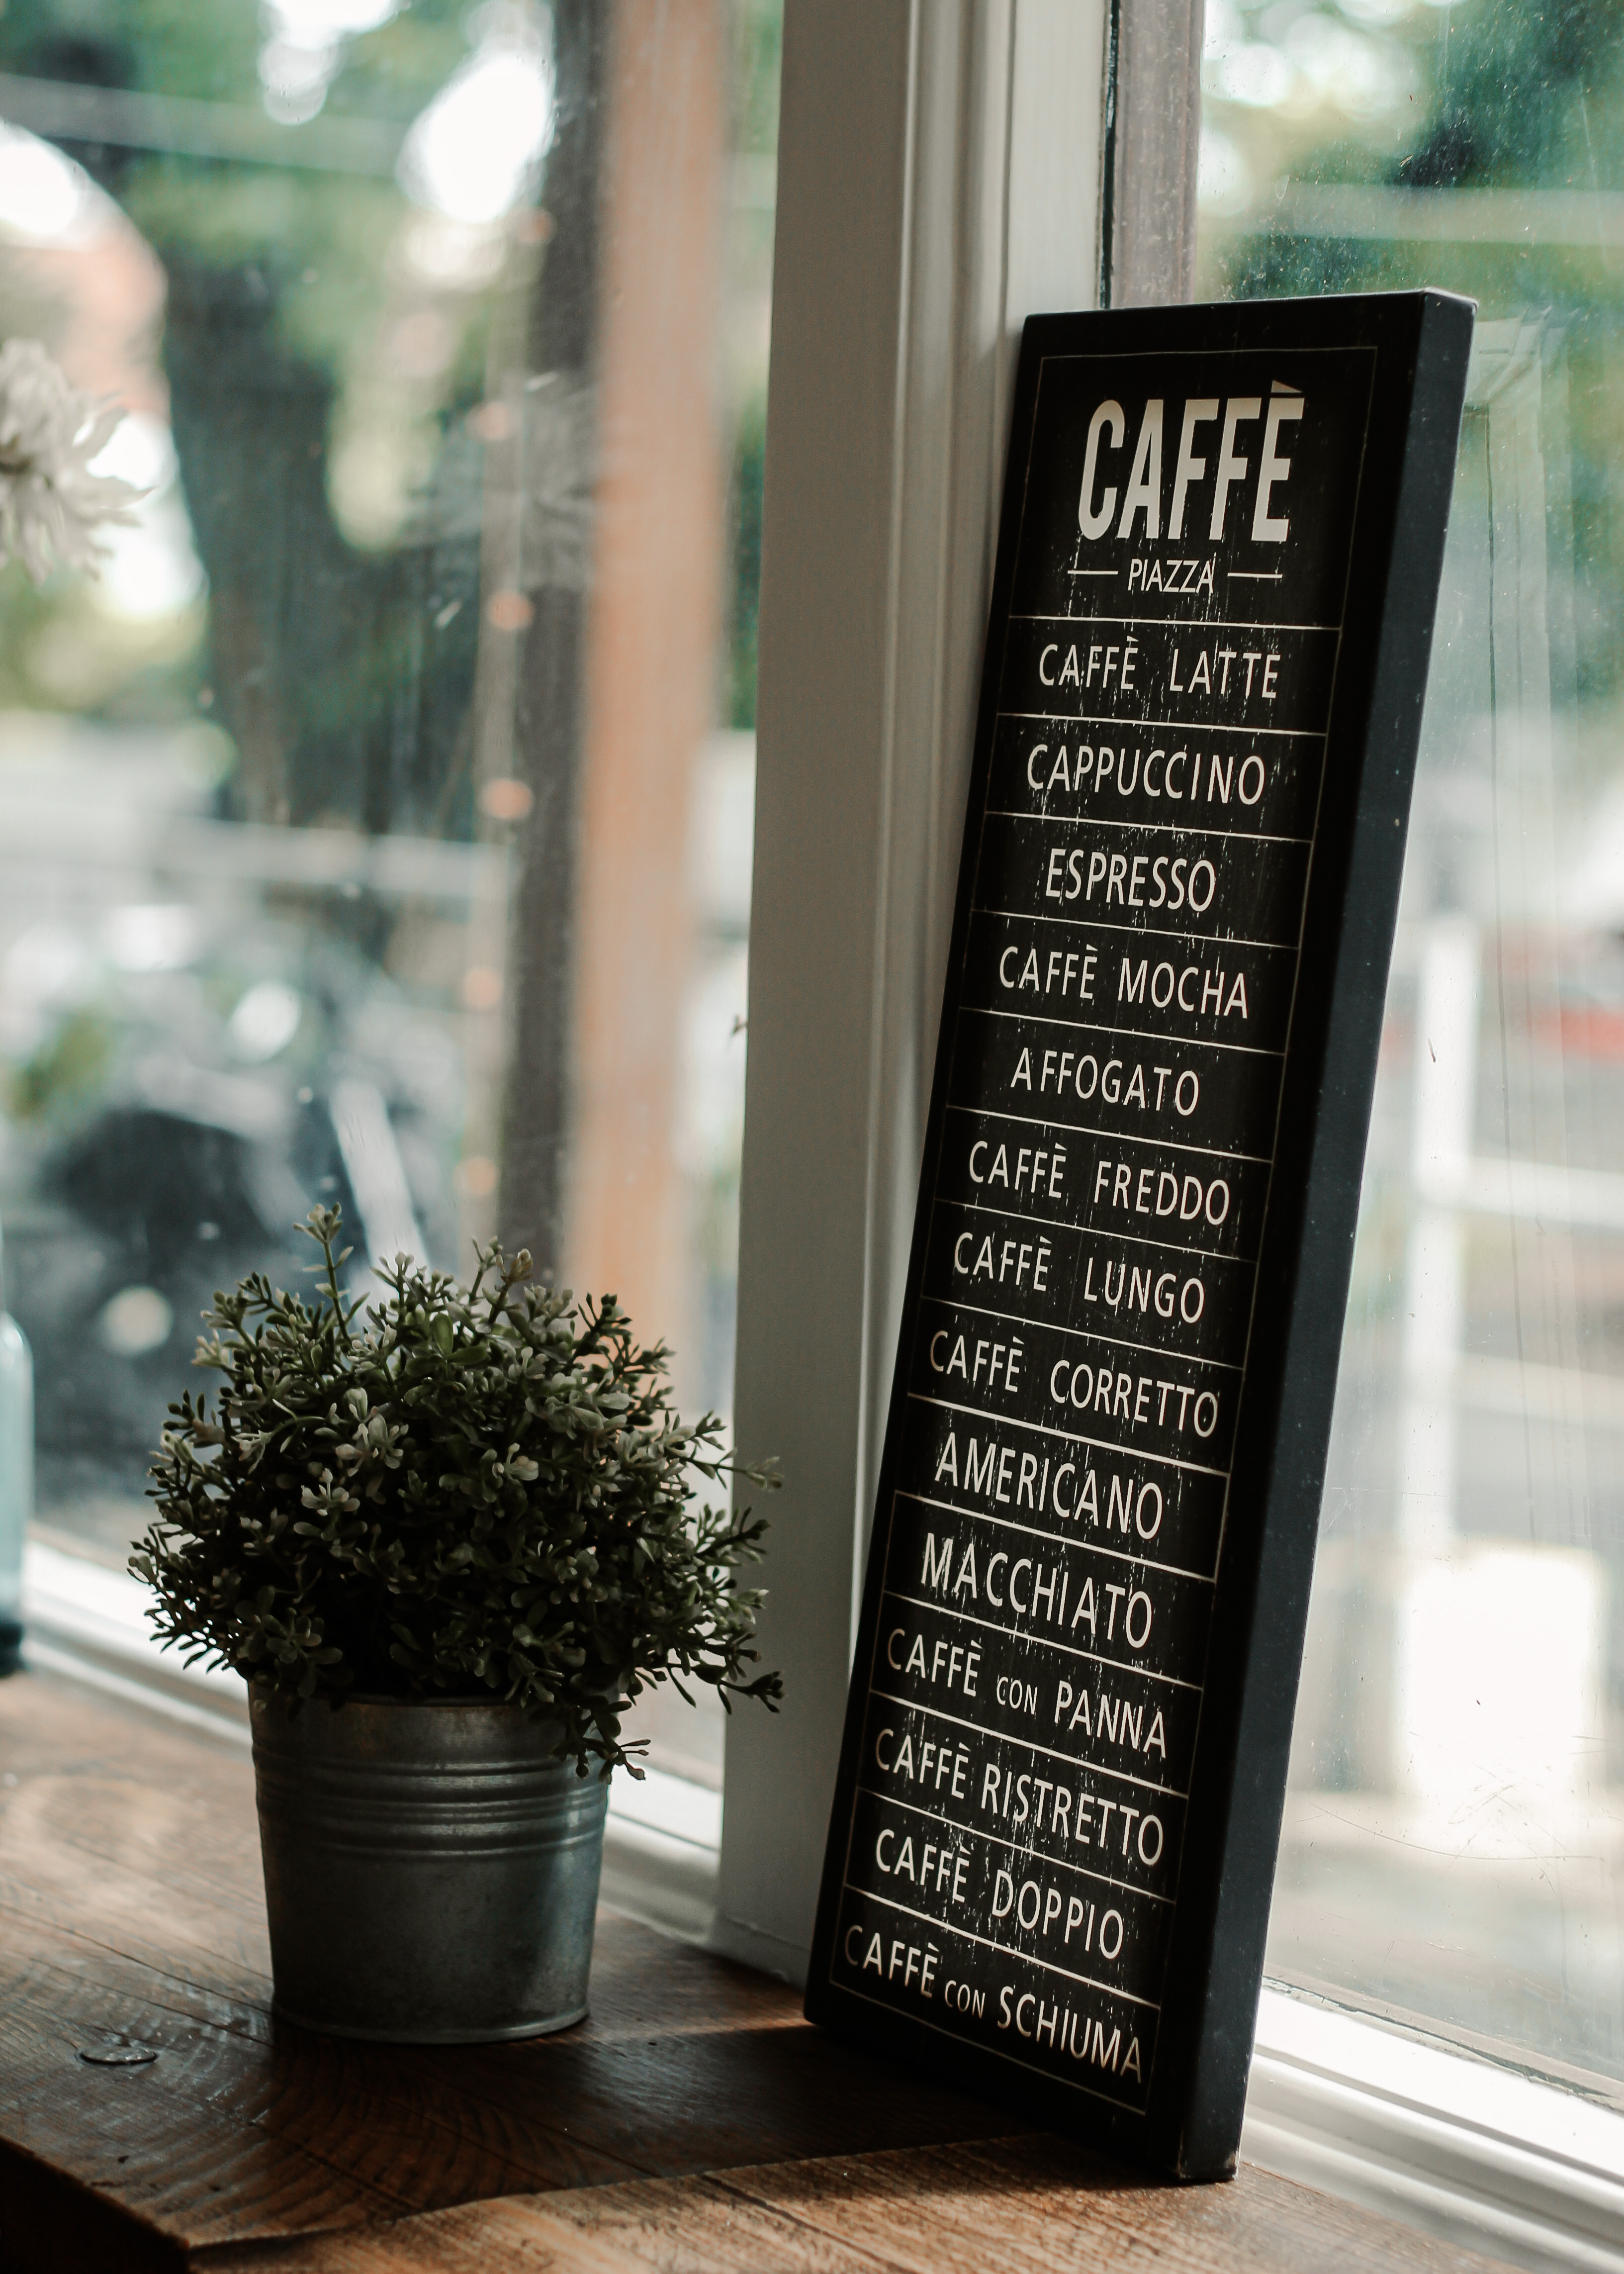 CAFFÈ
PIAZZA
CAFFÈ LATTE
CAPPUCCINO
ESPRESSO
CAFFÈ MOCHA
AFFOGATO
CAFFÈ FREDDO
CAFFÈ LUNGO
CAFFÈ CORRETTO
AMERICANO
MACCHIATO
CAFFÈ CON PANNA
CAFFÈ RISTRETTO
CAFFÈ DOPPIO
CAFFÈ CON SCHIUMA